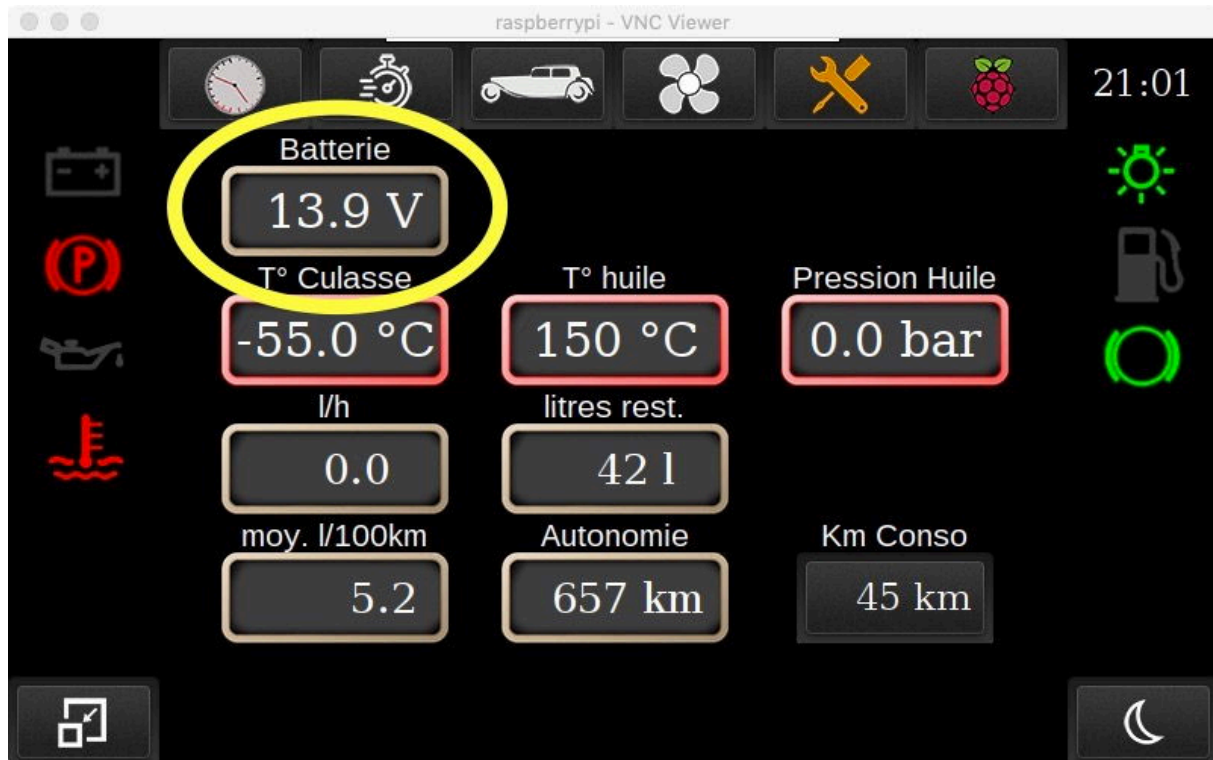 raspberrypi - VNC Viewer
21:01
Batterie
- +
13.9 V
P
T° Culasse T° huile Pression Huile
-55.0 °C 150 °C 0.0 bar
l/h litres rest.
0.0 42 l
moy. l/100km Autonomie Km Conso
5.2 657 km 45 km